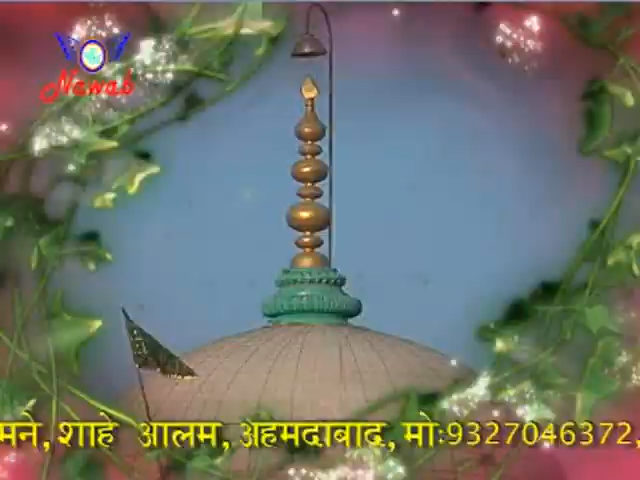 Nawab
मने, शाहे आलम, अहमदाबाद, मो:9327046372,